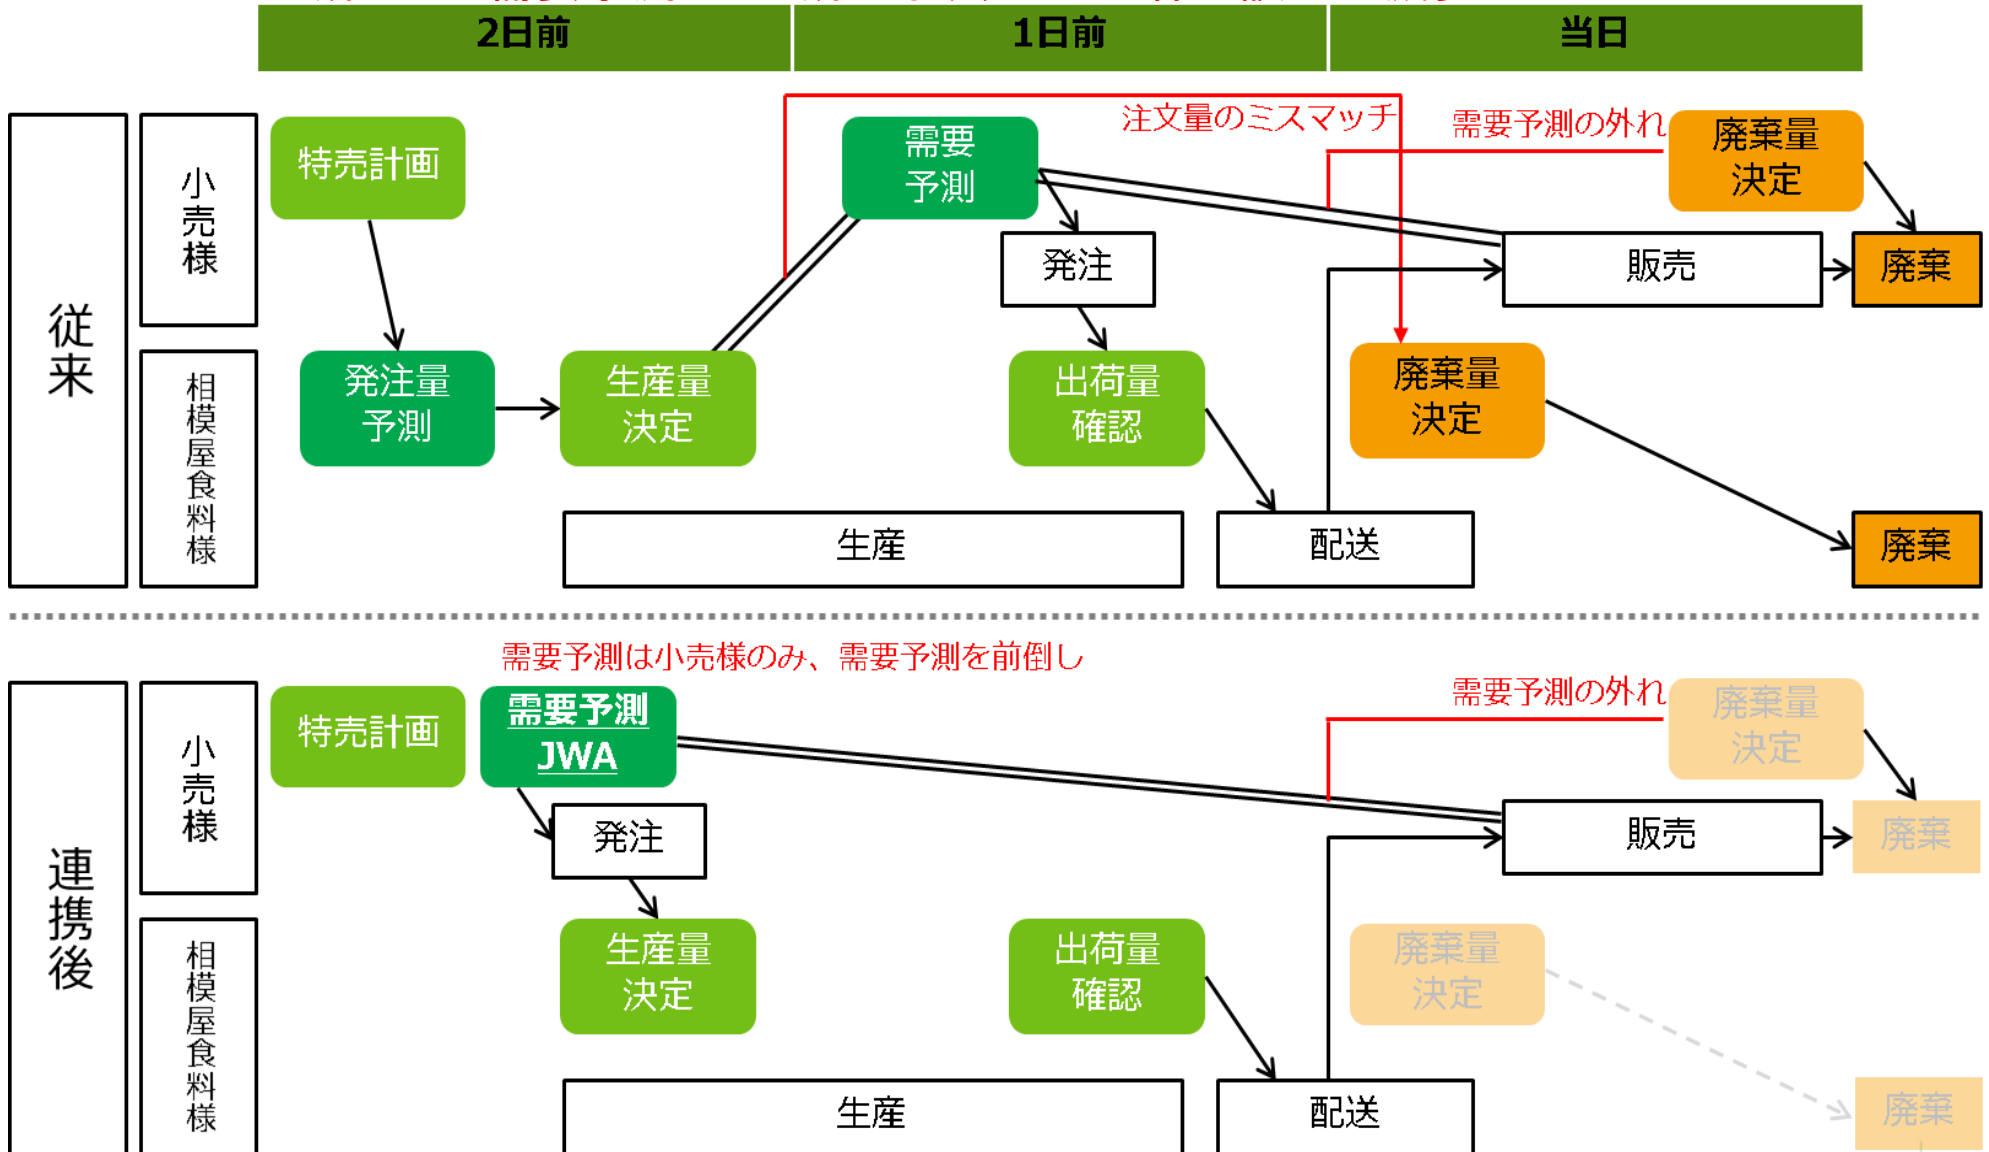 2日前
1日前
当日
従来
小売様
特売計画
需要
予測
注文量のミスマッチ
需要予測の外れ
廃棄量
決定
発注
販売
廃棄
相模屋食料様
発注量
予測
生産量
決定
出荷量
確認
廃棄量
決定
生産
配送
廃棄
需要予測は小売様のみ、需要予測を前倒し
連携後
小売様
特売計画
需要予測
JWA
需要予測の外れ
廃棄量
決定
発注
販売
廃棄
相模屋食料様
生産量
決定
出荷量
確認
廃棄量
決定
生産
配送
廃棄